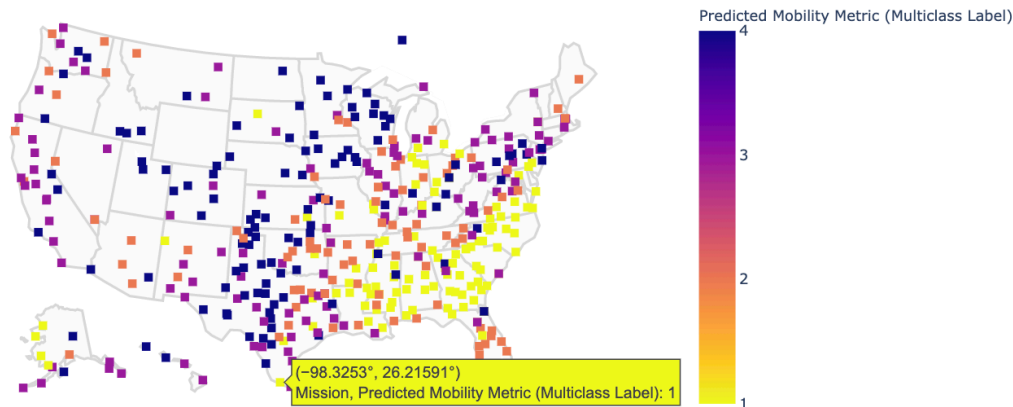 Predicted Mobility Metric (Multiclass Label)
4
3
2
1
(−98.3253°, 26.21591°)
Mission, Predicted Mobility Metric (Multiclass Label): 1